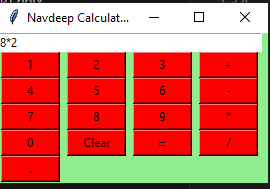 Navdeep Calculat...
8*2
1 2 3 +
4 5 6 -
7 8 9 *
0 Clear = /
.